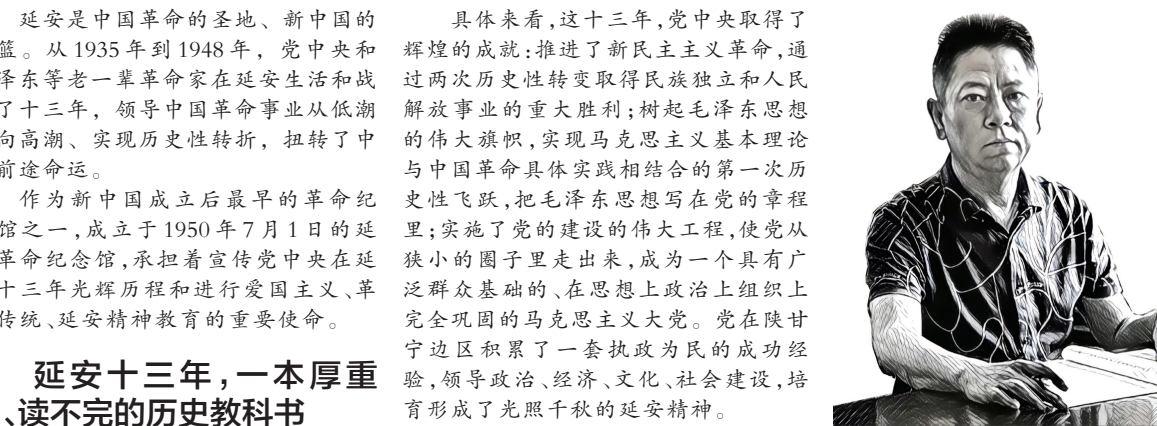 延安是中国革命的圣地、新中国的
篮。从1935年到1948年，党中央和
泽东等老一辈革命家在延安生活和战
了十三年，领导中国革命事业从低潮
向高潮、实现历史性转折，扭转了中
前途命运。
作为新中国成立后最早的革命纪
馆之一，成立于1950年7月1日的延
革命纪念馆，承担着宣传党中央在延
十三年光辉历程和进行爱国主义、革
传统、延安精神教育的重要使命。
延安十三年，一本厚重
、读不完的历史教科书
具体来看，这十三年，党中央取得了
辉煌的成就：推进了新民主主义革命，通
过两次历史性转变取得民族独立和人民
解放事业的重大胜利；树起毛泽东思想
的伟大旗帜，实现马克思主义基本理论
与中国革命具体实践相结合的第一次历
史性飞跃，把毛泽东思想写在党的章程
里；实施了党的建设的伟大工程，使党从
狭小的圈子里走出来，成为一个具有广
泛群众基础的、在思想上政治上组织上
完全巩固的马克思主义大党。党在陕甘
宁边区积累了一套执政为民的成功经
验，领导政治、经济、文化、社会建设，培
育形成了光照千秋的延安精神。